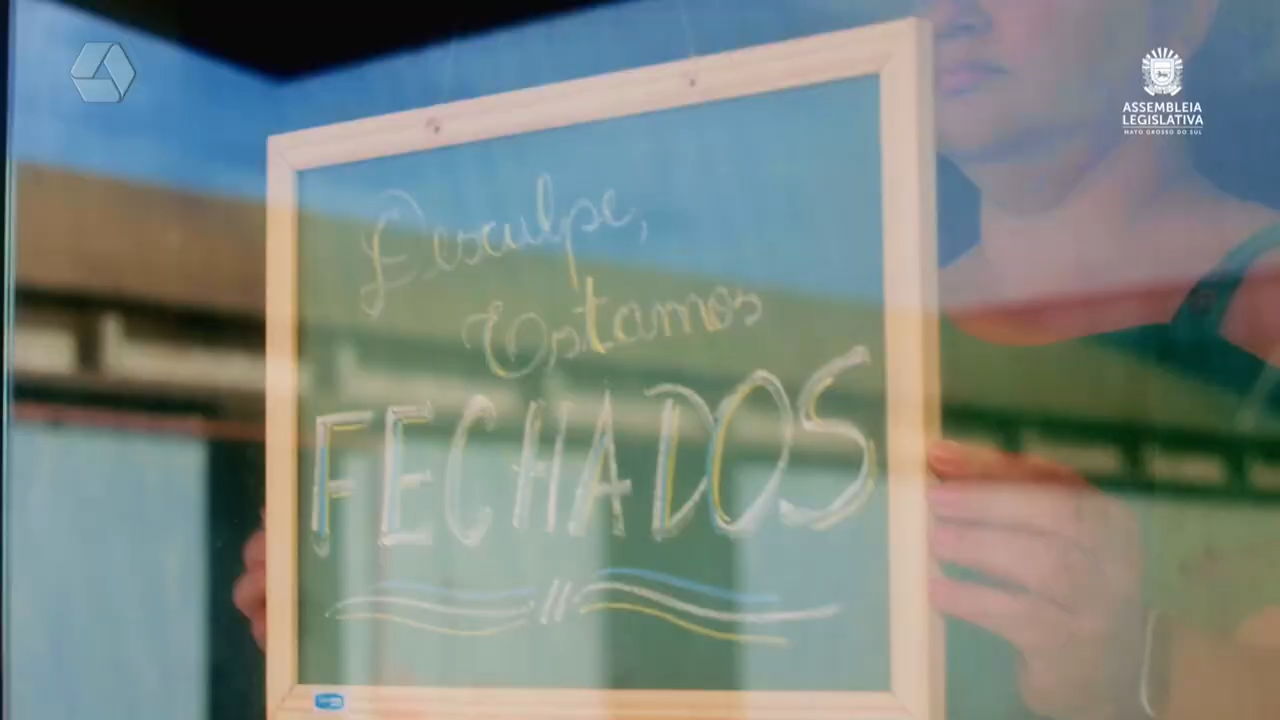 ASSEMBLEIA
LEGISLATIVA
MATO GROSSO DO SUL
Desculpe,
Estamos
FECHADOS